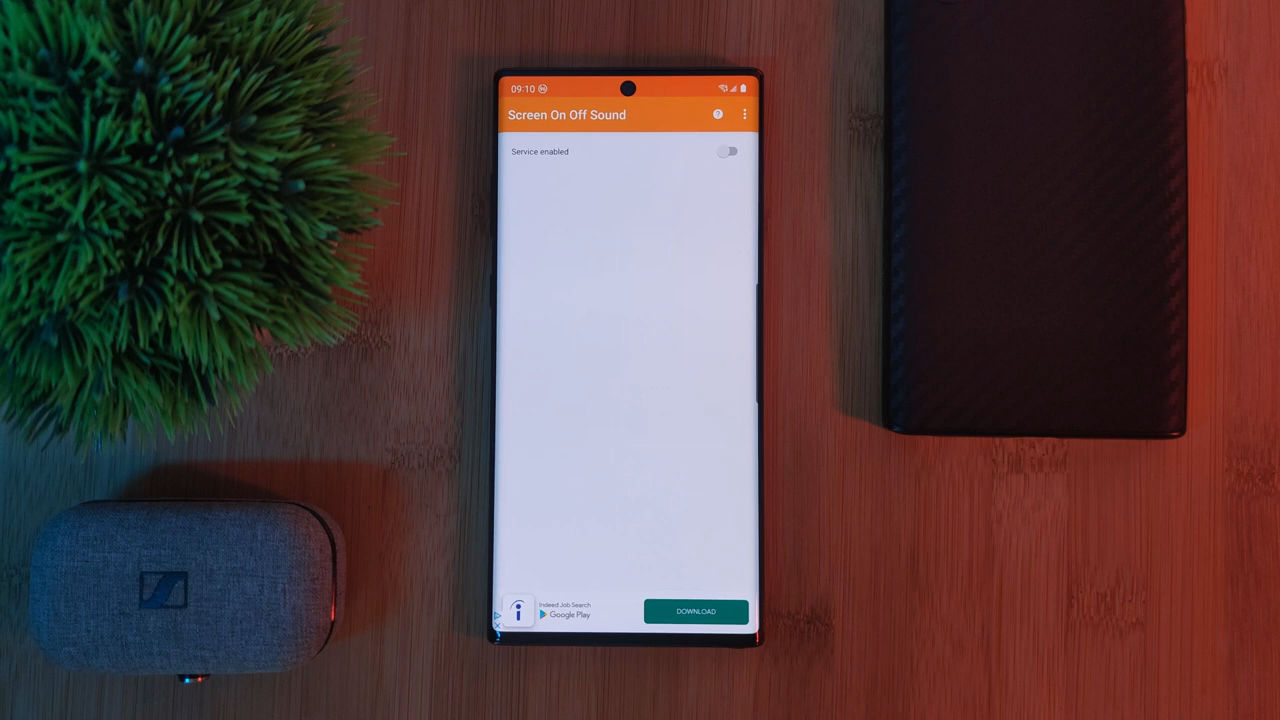 09:10
Screen On Off Sound
Service enabled
Indeed Job Search
Google Play
DOWNLOAD